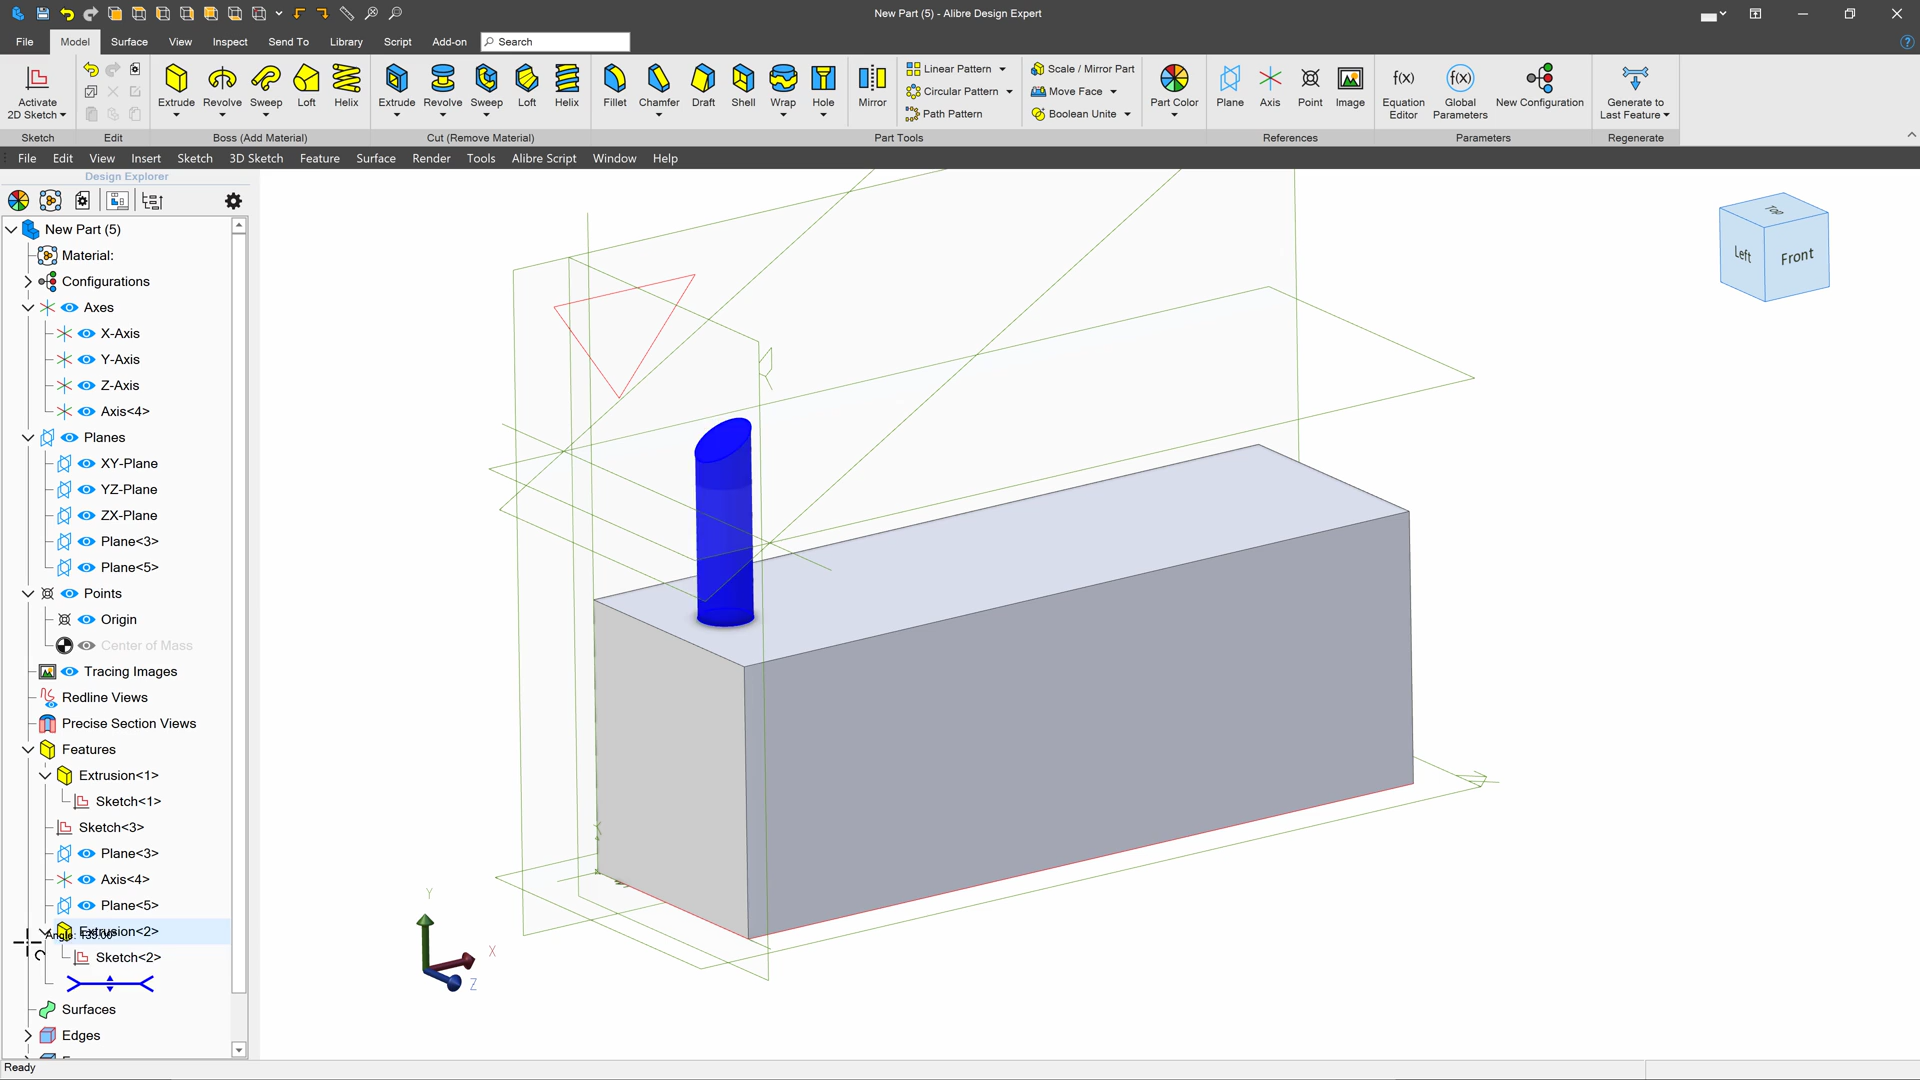 New Part (5) - Alibre Design Expert
File Model Surface View Inspect Send To Library Script Add-on Search
Activate
2D Sketch
Extrude Revolve Sweep Loft Helix
Extrude Revolve Sweep Loft Helix
Fillet Chamfer Draft Shell Wrap Hole Mirror
Linear Pattern
Circular Pattern
Path Pattern
Scale / Mirror Part
Move Face
Boolean Unite
Part Color
Plane Axis Point Image
f(x) Equation
Editor
f(x) Global
Parameters
New Configuration
Generate to
Last Feature
Sketch Edit Boss (Add Material) Cut (Remove Material) Part Tools References Parameters Regenerate
File Edit View Insert Sketch 3D Sketch Feature Surface Render Tools Alibre Script Window Help
Design Explorer
New Part (5)
Material:
Configurations
Axes
X-Axis
Y-Axis
Z-Axis
Axis<4>
Planes
XY-Plane
YZ-Plane
ZX-Plane
Plane<3>
Plane<5>
Points
Origin
Center of Mass
Tracing Images
Redline Views
Precise Section Views
Features
Extrusion<1>
Sketch<1>
Sketch<3>
Plane<3>
Axis<4>
Plane<5>
Extrusion<2>
Angle: 135.00°
Sketch<2>
Surfaces
Edges
Ready
Top
Left
Front
Y
X
Z